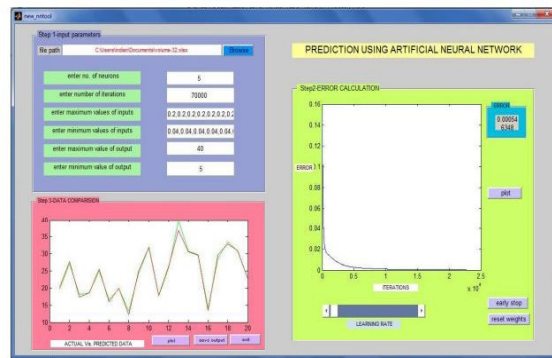 new_nntool
Step 1-input parameters
file path
C:\Users\indian\Documents\volume-32.xlsx
Browse
enter no. of neurons
5
enter number of iterations
70000
enter maximum values of inputs
0.2,0.2,0.2,0.2,0.2,0.2,0.2
enter minimum values of inputs
0.04,0.04,0.04,0.04,0.04,
enter maximum value of output
40
enter minimum value of output
5
PREDICTION USING ARTIFICIAL NEURAL NETWORK
Step2-ERROR CALCULATION
0.16
0.14
0.12
0.1
ERROR
0.08
0.06
0.04
0.02
0
0 0.5 1 1.5 2 2.5
x 10
ITERATIONS
ERROR
0.00054
6348
plot
LEARNING RATE
early stop
reset weights
DATA COMPARISION
40
35
30
25
20
15
10
0 2 4 6 8 10 12 14 16 18 20
ACTUAL Vs. PREDICTED DATA
plot
save output
exit